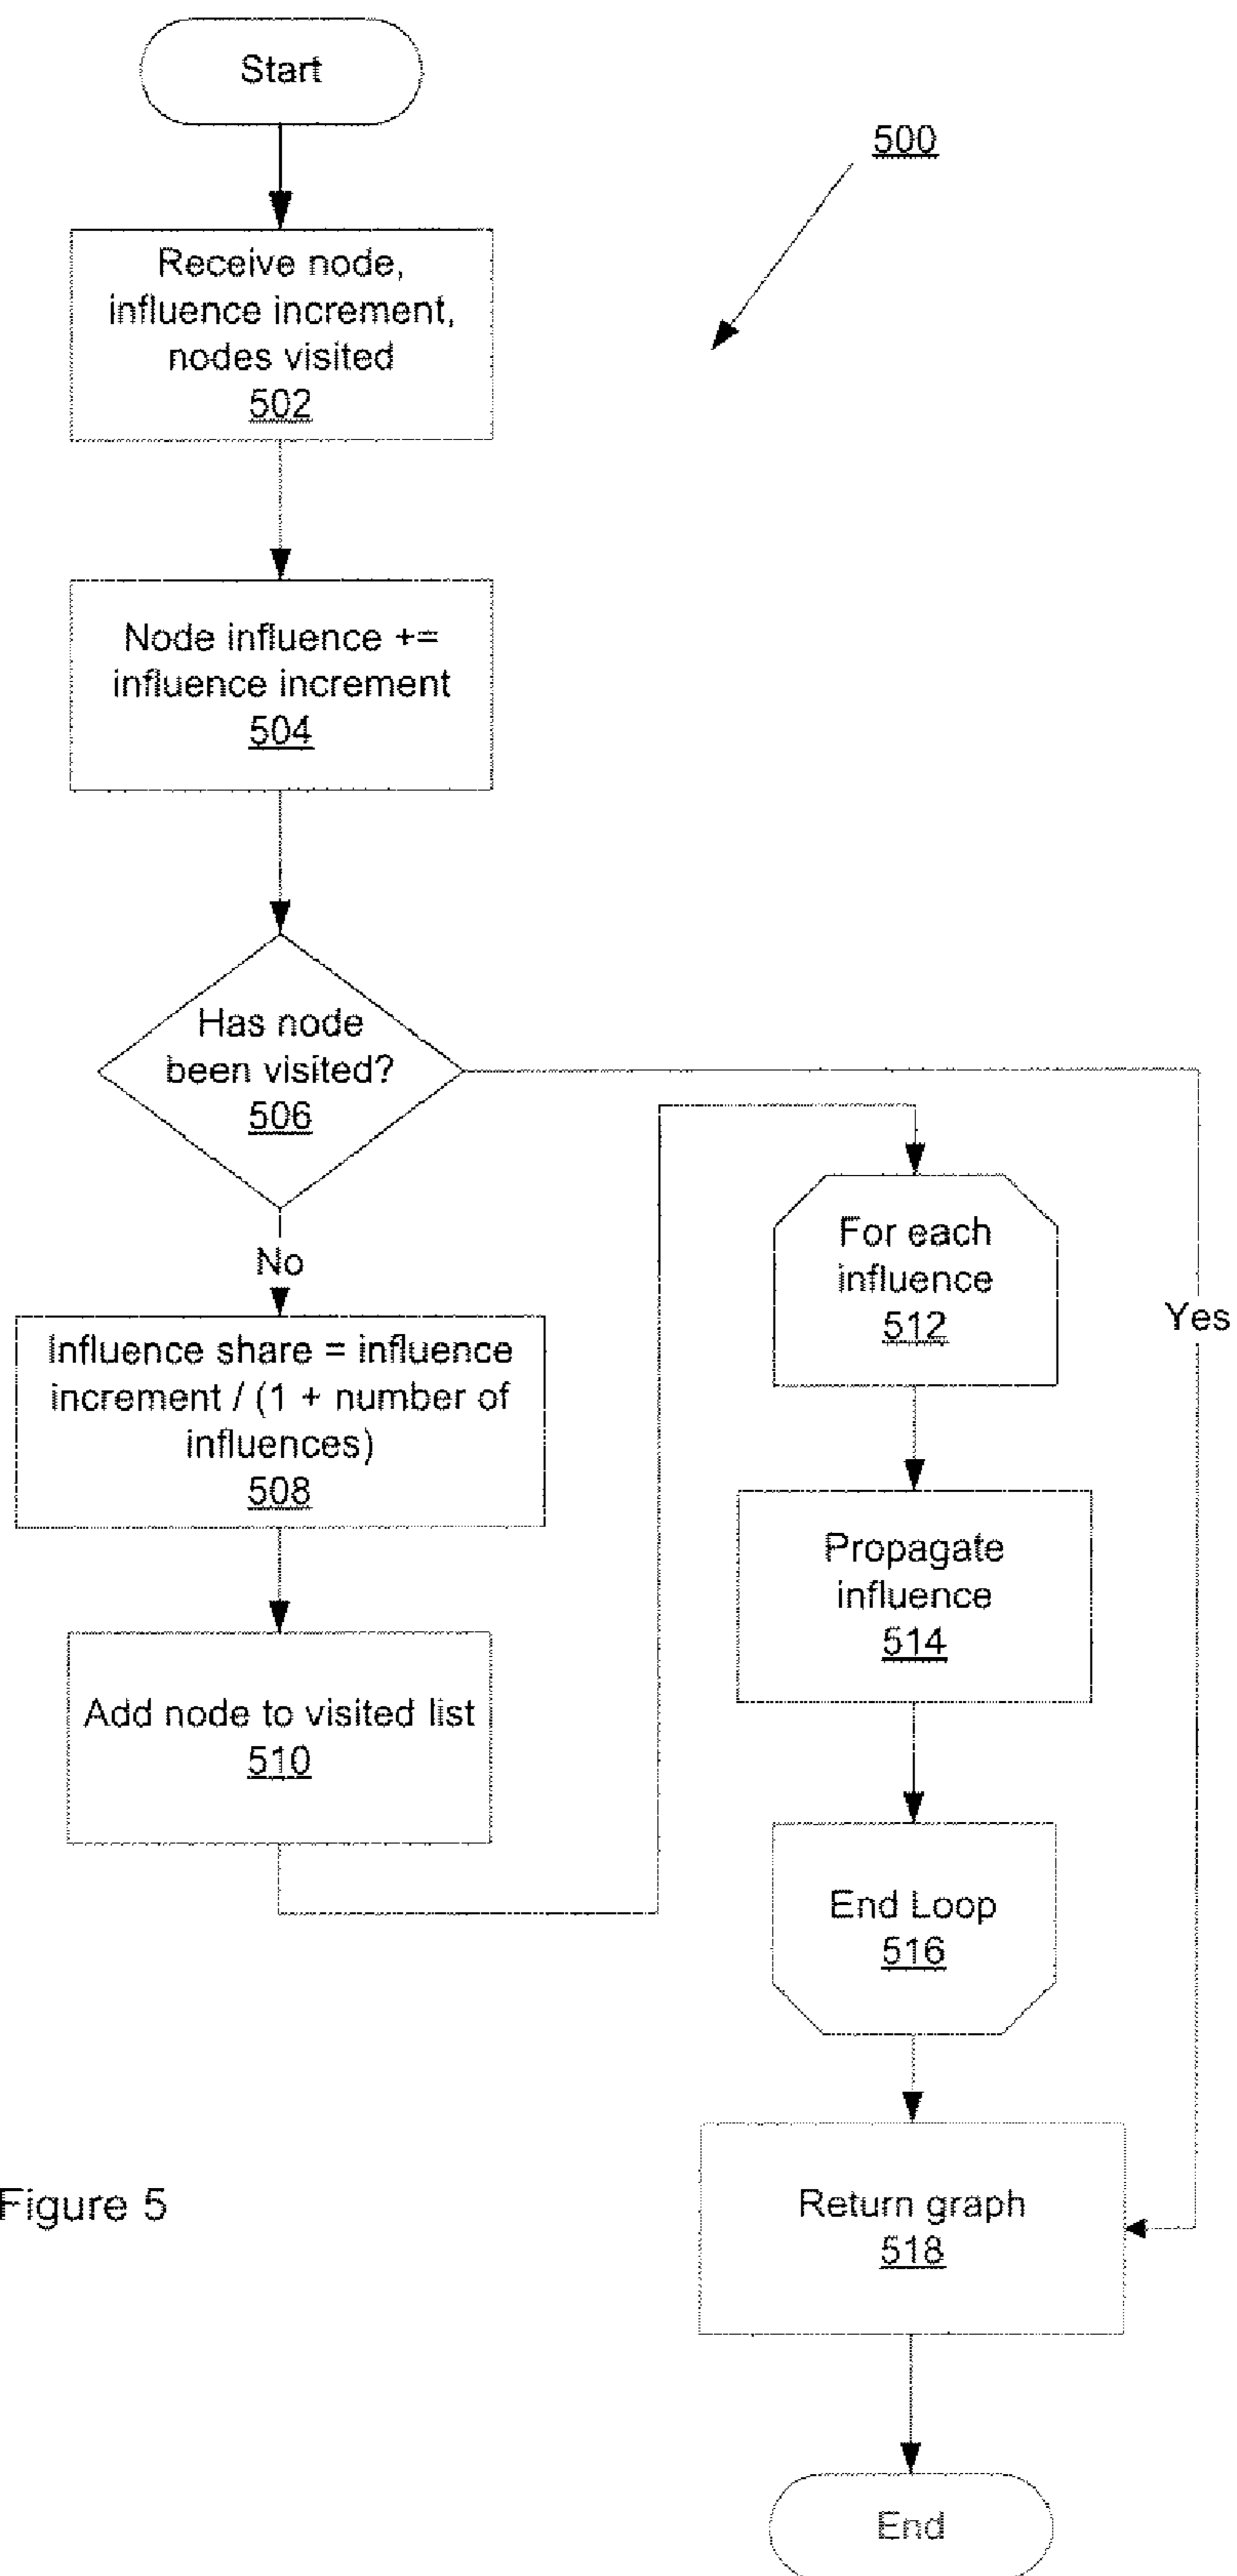 Start
500
Receive node,
influence increment,
nodes visited
502
Node influence +=
influence increment
504
Has node
been visited?
506
No
Influence share = influence
increment / (1 + number of
influences)
508
Add node to visited list
510
For each
influence
512
Yes
Propagate
influence
514
End Loop
516
Return graph
518
End
Figure 5